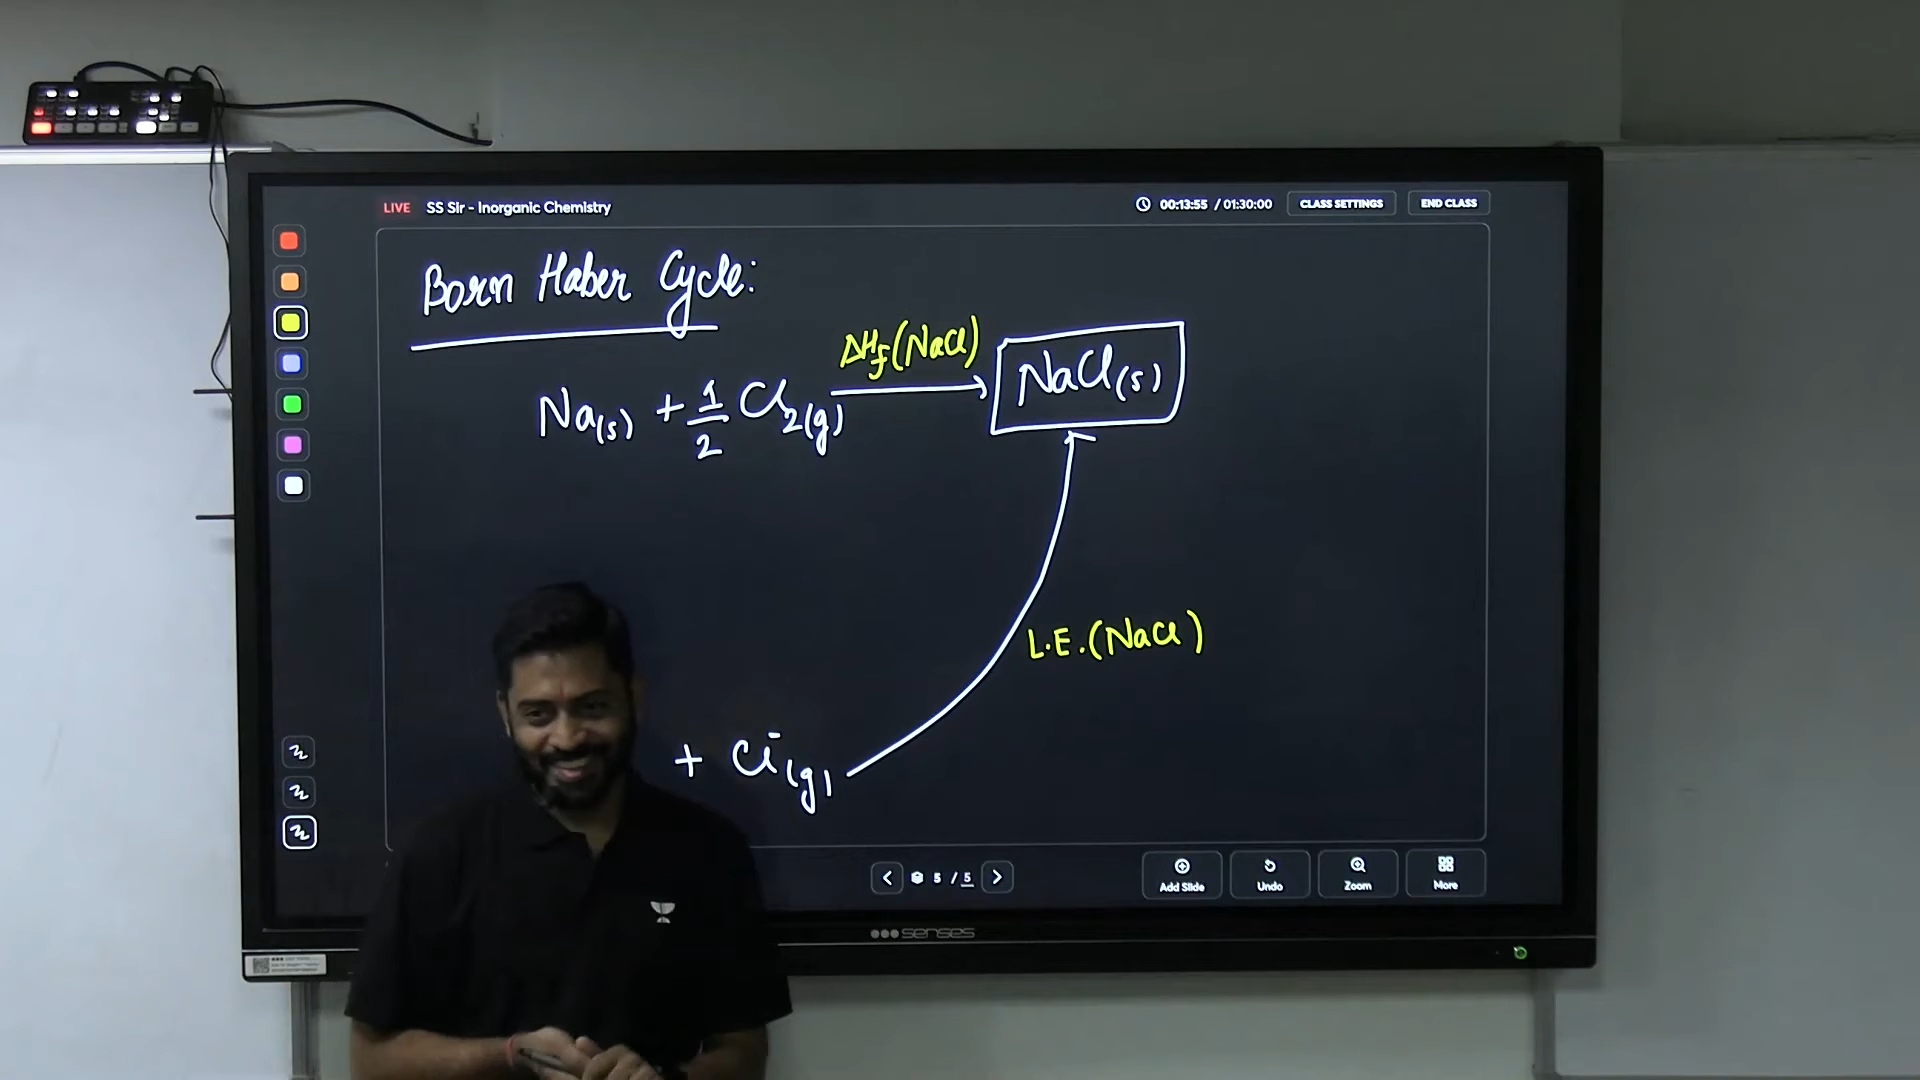 LIVE SS Sir - Inorganic Chemistry 00:13:55 / 01:30:00 CLASS SETTINGS END CLASS
Born Haber Cycle:
ΔHf(NaCl)
Na(s) + 1/2 Cl2(g) → NaCl(s)
L.E.(NaCl)
+ Cl⁻(g)
5 / 5
Add Slide Undo Zoom More
senses